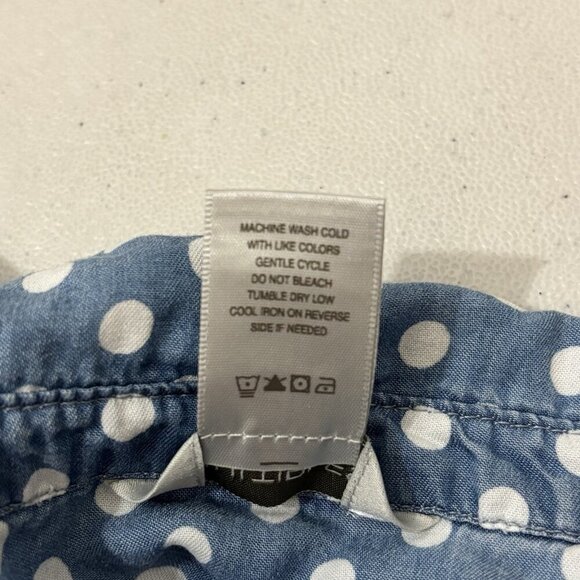 MACHINE WASH COLD
WITH LIKE COLORS
GENTLE CYCLE
DO NOT BLEACH
TUMBLE DRY LOW
COOL IRON ON REVERSE
SIDE IF NEEDED